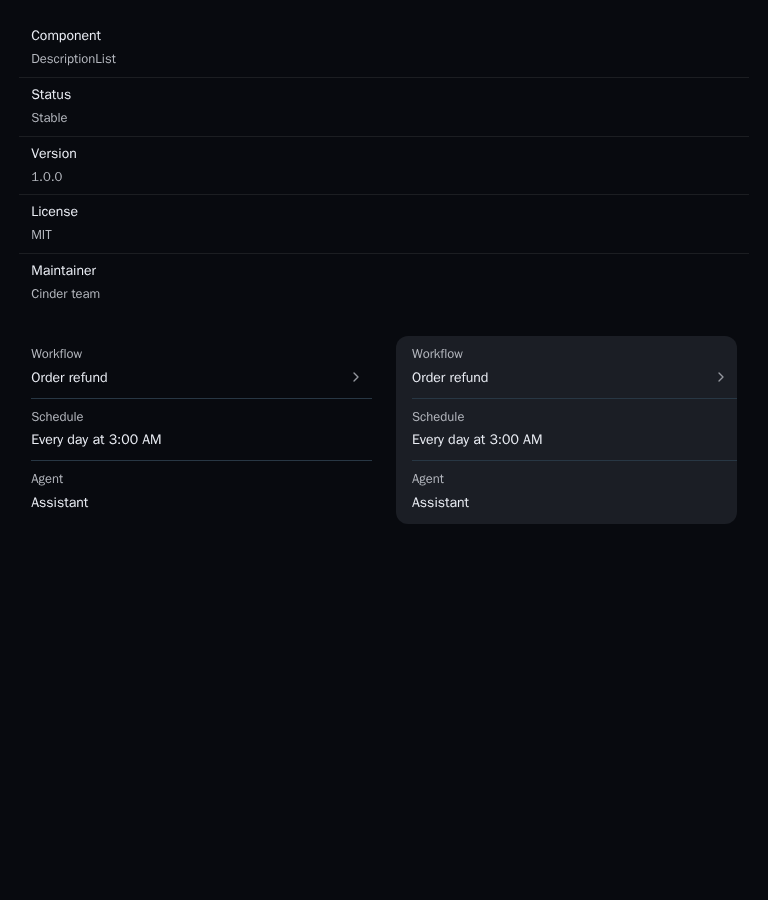 Component
DescriptionList
Status
Stable
Version
1.0.0
License
MIT
Maintainer
Cinder team
Workflow
Order refund
Schedule
Every day at 3:00 AM
Agent
Assistant
Workflow
Order refund
Schedule
Every day at 3:00 AM
Agent
Assistant